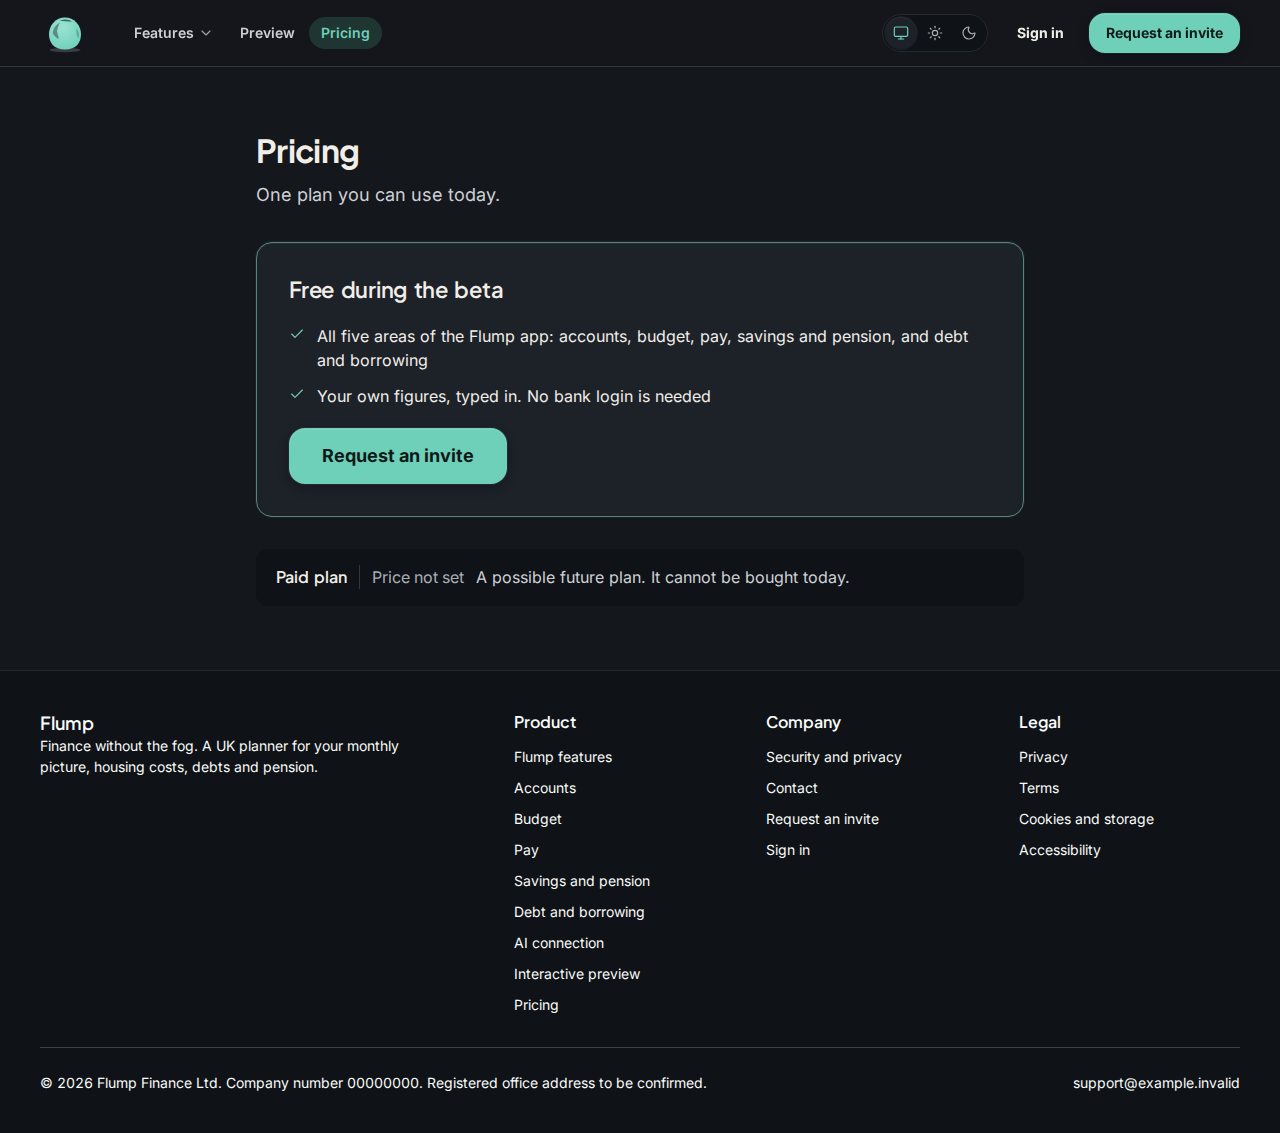 Features
Preview
Pricing
Sign in
Request an invite
Pricing
One plan you can use today.
Free during the beta
All five areas of the Flump app: accounts, budget, pay, savings and pension, and debt
and borrowing
Your own figures, typed in. No bank login is needed
Request an invite
Paid plan
Price not set
A possible future plan. It cannot be bought today.
Flump
Finance without the fog. A UK planner for your monthly
picture, housing costs, debts and pension.
Product
Flump features
Accounts
Budget
Pay
Savings and pension
Debt and borrowing
AI connection
Interactive preview
Pricing
Company
Security and privacy
Contact
Request an invite
Sign in
Legal
Privacy
Terms
Cookies and storage
Accessibility
© 2026 Flump Finance Ltd. Company number 00000000. Registered office address to be confirmed.
support@example.invalid